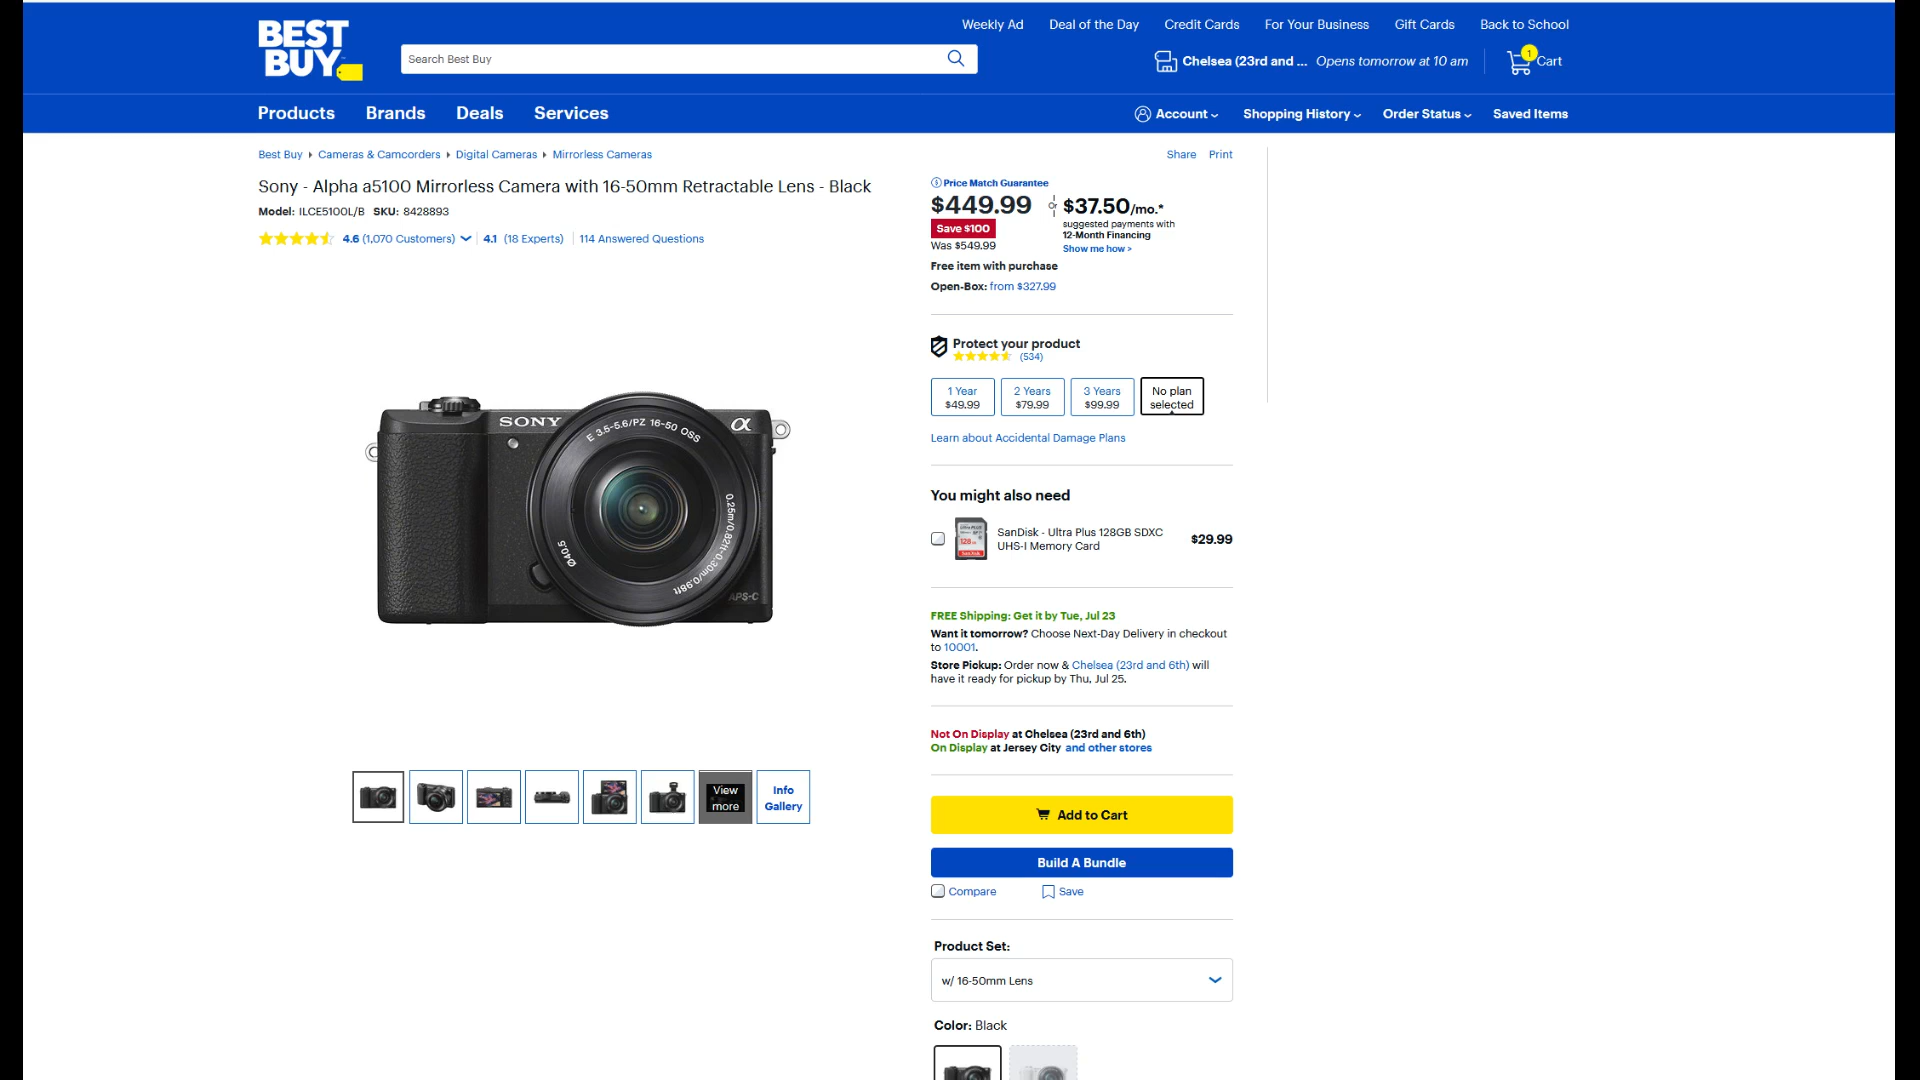 Weekly Ad Deal of the Day Credit Cards For Your Business Gift Cards Back to School
BEST
BUY
Search Best Buy
Chelsea (23rd and ... Opens tomorrow at 10 am
1
Cart
Products Brands Deals Services
Account Shopping History Order Status Saved Items
Best Buy Cameras & Camcorders Digital Cameras Mirrorless Cameras
Share Print
Sony - Alpha a5100 Mirrorless Camera with 16-50mm Retractable Lens - Black
Model: ILCE5100L/B SKU: 8428893
4.6 (1,070 Customers) 4.1 (18 Experts) 114 Answered Questions
SONY
α
E 3.5-5.6/PZ 16-50 OSS
0.25m/0.82ft-0.30m/0.98ft
Ø40.5
APS-C
View
more
Info
Gallery
Price Match Guarantee
$449.99
Save $100
Was $549.99
or
$37.50/mo.*
suggested payments with
12-Month Financing
Show me how >
Free item with purchase
Open-Box: from $327.99
Protect your product
(534)
1 Year
$49.99
2 Years
$79.99
3 Years
$99.99
No plan
selected
Learn about Accidental Damage Plans
You might also need
SanDisk - Ultra Plus 128GB SDXC
UHS-I Memory Card
$29.99
FREE Shipping: Get it by Tue, Jul 23
Want it tomorrow? Choose Next-Day Delivery in checkout
to 10001.
Store Pickup: Order now & Chelsea (23rd and 6th) will
have it ready for pickup by Thu, Jul 25.
Not On Display at Chelsea (23rd and 6th)
On Display at Jersey City and other stores
Add to Cart
Build A Bundle
Compare Save
Product Set:
w/ 16-50mm Lens
Color: Black